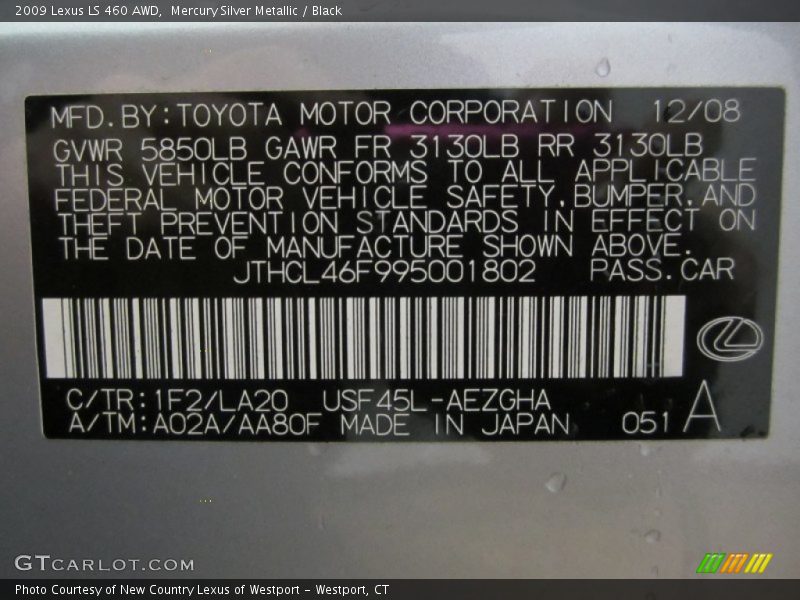 2009 Lexus LS 460 AWD, Mercury Silver Metallic / Black
MFD.BY:TOYOTA MOTOR CORPORATION 12/08
GVWR 5850LB GAWR FR 3130LB RR 3130LB
THIS VEHICLE CONFORMS TO ALL APPLICABLE
FEDERAL MOTOR VEHICLE SAFETY,BUMPER,AND
THEFT PREVENTION STANDARDS IN EFFECT ON
THE DATE OF MANUFACTURE SHOWN ABOVE.
JTHCL46F995001802 PASS.CAR
C/TR:1F2/LA20 USF45L-AEZGHA
A/TM:A02A/AA80F MADE IN JAPAN 051 A
GTCARLOT.COM
Photo Courtesy of New Country Lexus of Westport - Westport, CT